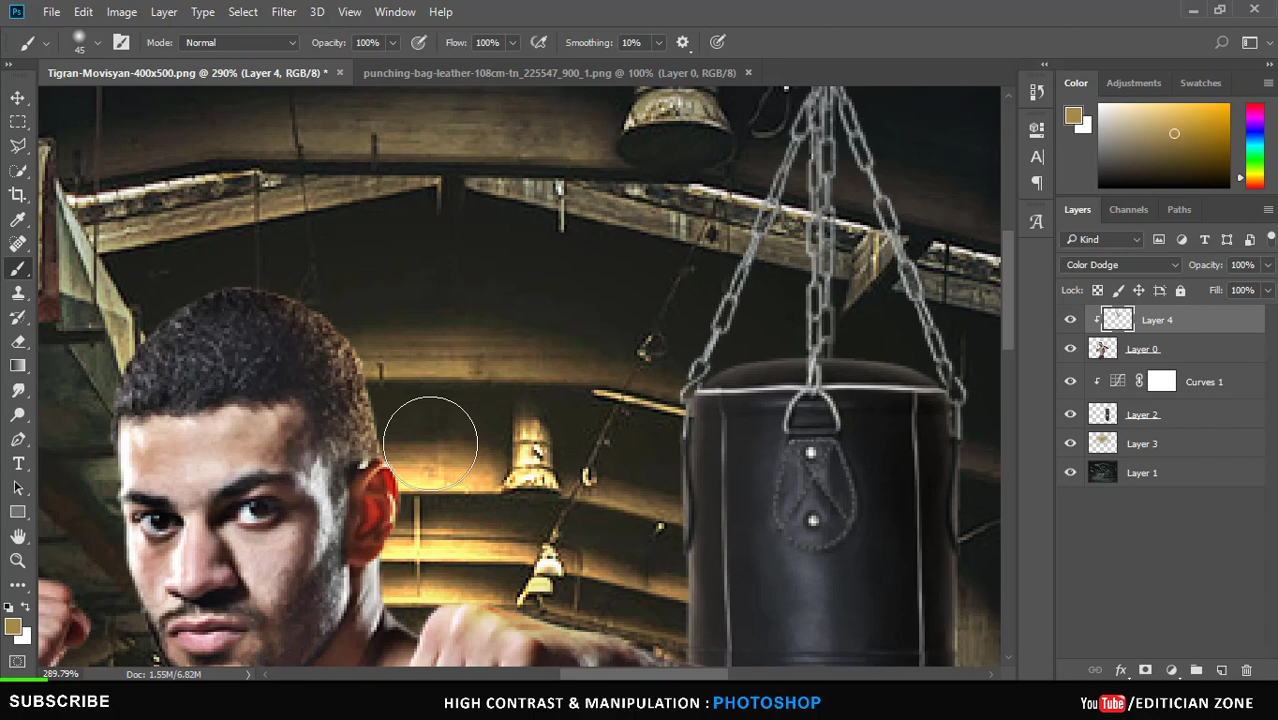 Ps File Edit Image Layer Type Select Filter 3D View Window Help
45 Mode: Normal Opacity: 100% Flow: 100% Smoothing: 10%
Tigran-Movisyan-400x500.png @ 290% (Layer 4, RGB/8) * × punching-bag-leather-108cm-tn_225547_900_1.png @ 100% (Layer 0, RGB/8) ×
Color Adjustments Swatches
Layers Channels Paths
Kind
Color Dodge Opacity: 100%
Lock: Fill: 100%
Layer 4
Layer 0
Curves 1
Layer 2
Layer 3
Layer 1
289.79% Doc: 1.55M/6.82M
SUBSCRIBE HIGH CONTRAST & MANIPULATION : PHOTOSHOP YouTube /EDITICIAN ZONE